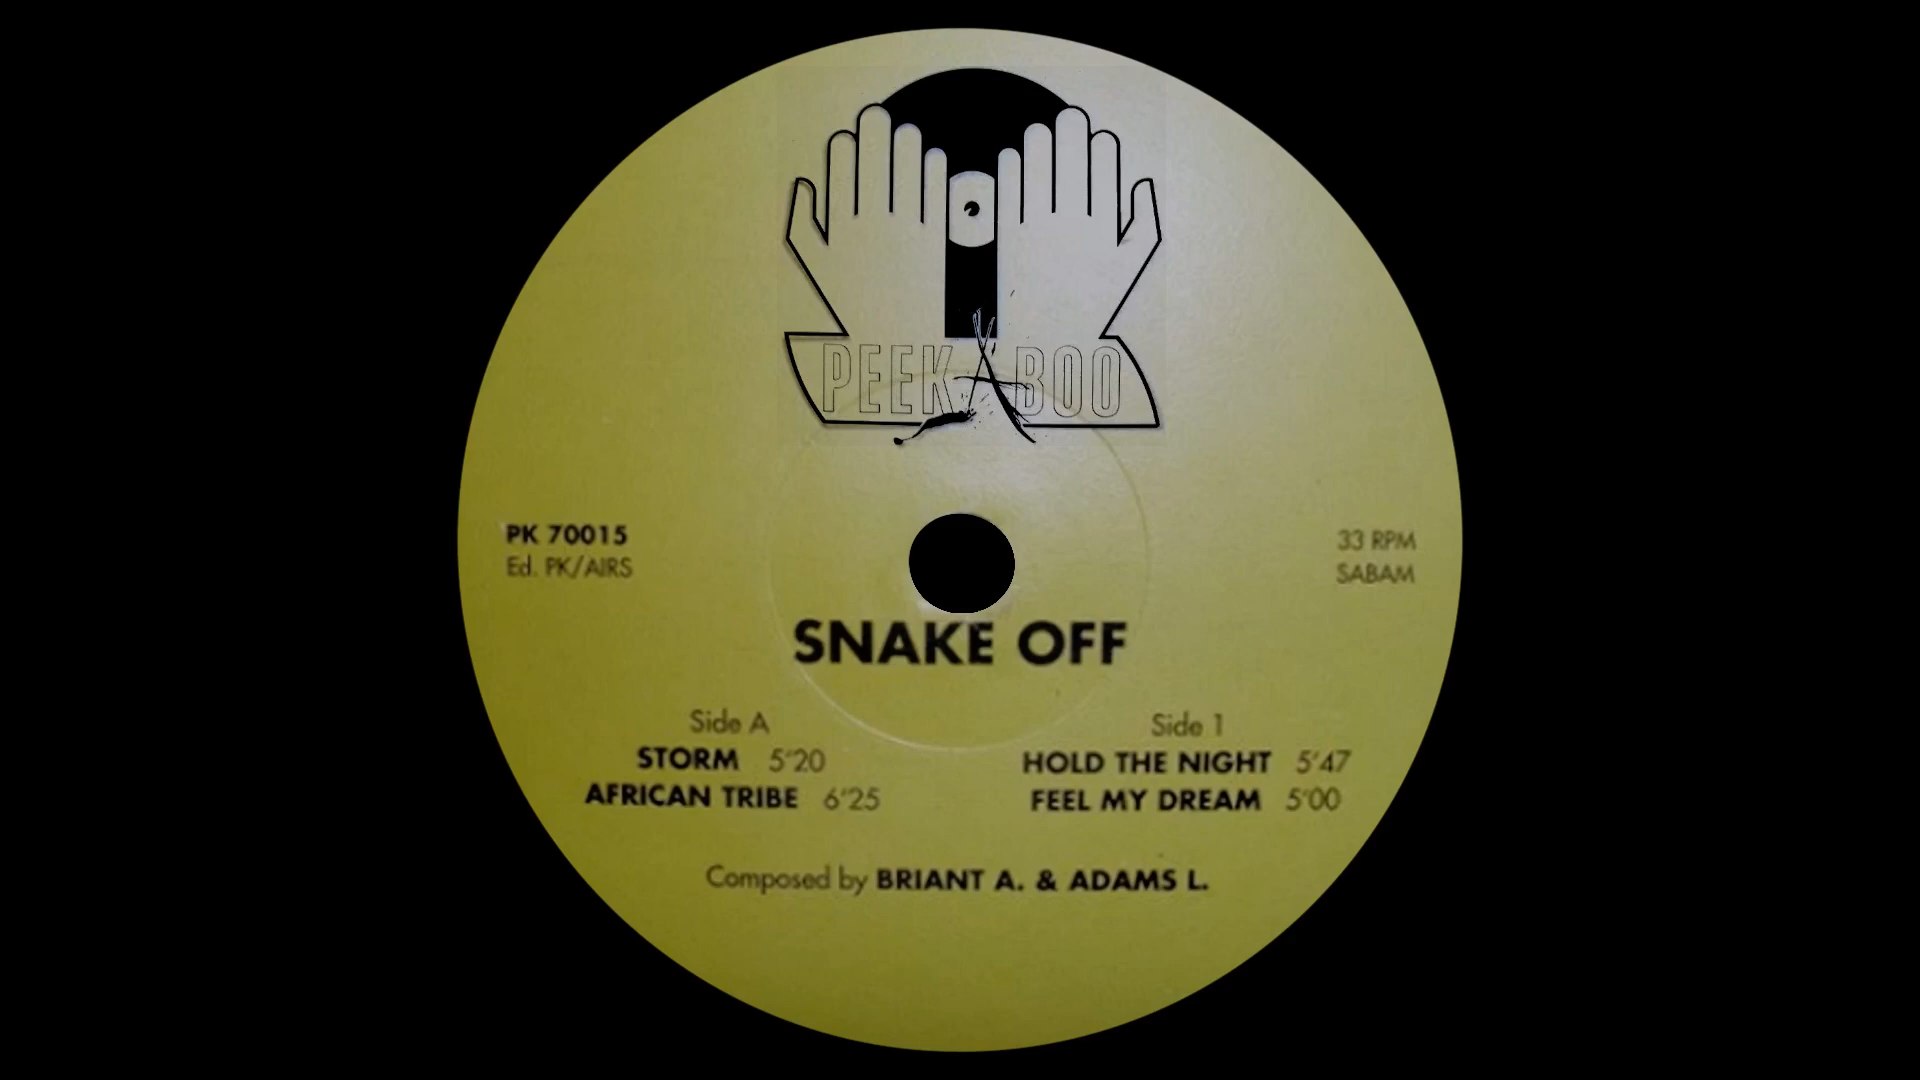 PEEK A BOO
PK 70015
Ed. PK/AIRS
33 RPM
SABAM
SNAKE OFF
Side A
STORM 5'20
AFRICAN TRIBE 6'25
Side 1
HOLD THE NIGHT 5'47
FEEL MY DREAM 5'00
Composed by BRIANT A. & ADAMS L.